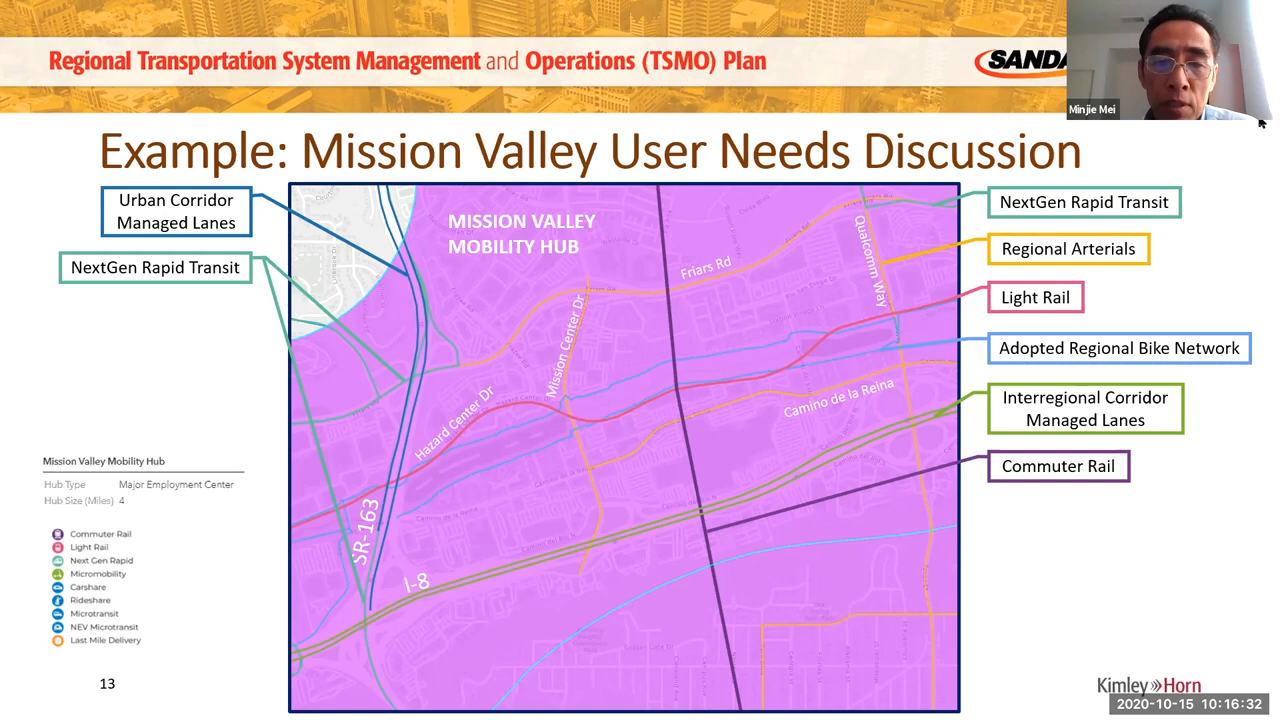 Regional Transportation System Management and Operations (TSMO) Plan
SANDA
Minjie Mei
Example: Mission Valley User Needs Discussion
Urban Corridor
Managed Lanes
NextGen Rapid Transit
MISSION VALLEY
MOBILITY HUB
Friars Rd
Qualcomm Way
Mission Center Dr
Hazard Center Dr
Camino de la Reina
SR-163
I-8
NextGen Rapid Transit
Regional Arterials
Light Rail
Adopted Regional Bike Network
Interregional Corridor
Managed Lanes
Commuter Rail
Mission Valley Mobility Hub
Hub Type Major Employment Center
Hub Size (Miles) 4
Commuter Rail
Light Rail
Next Gen Rapid
Micromobility
Carshare
Rideshare
Microtransit
NEV Microtransit
Last Mile Delivery
13
Kimley»Horn
2020-10-15 10:16:32